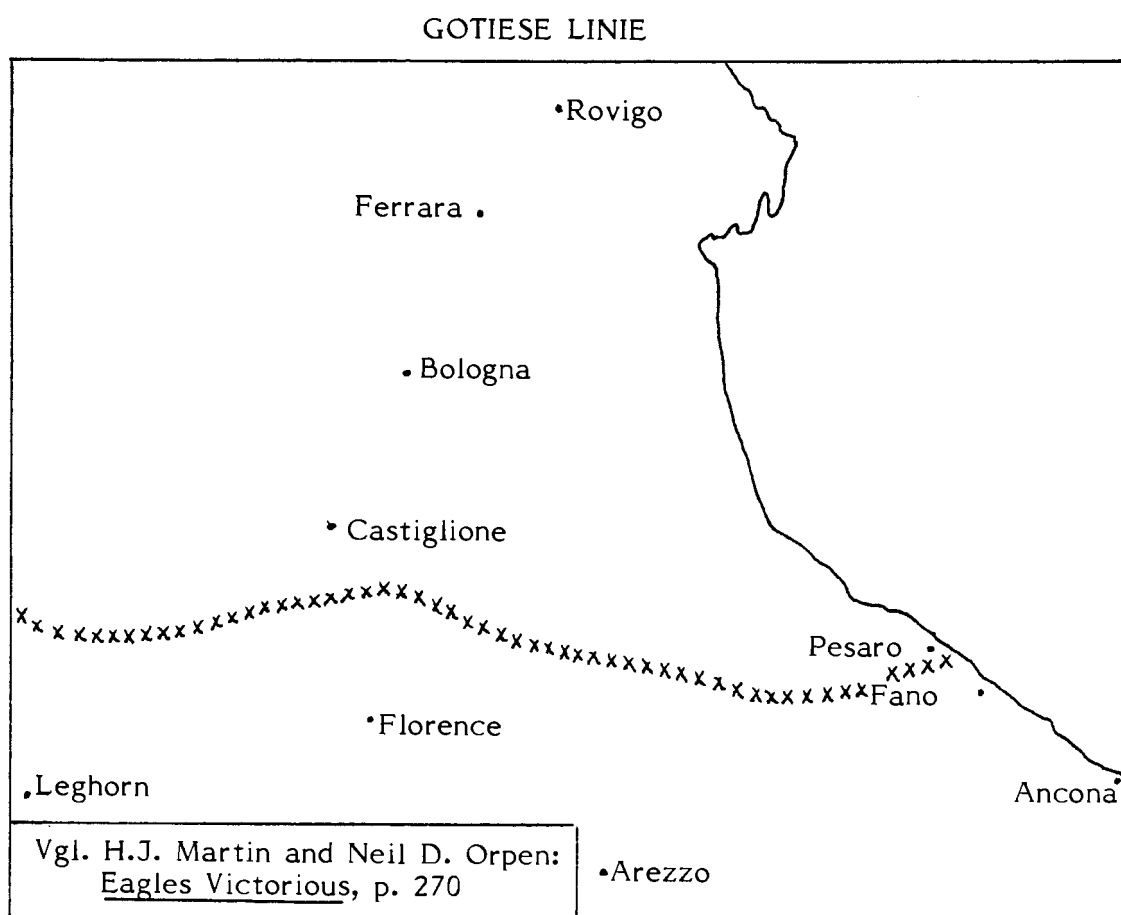 GOTIESE LINIE
Rovigo
Ferrara
Bologna
Castiglione
Pesaro
Fano
Florence
Leghorn
Ancona
Vgl. H.J. Martin and Neil D. Orpen:
Eagles Victorious, p. 270
Arezzo